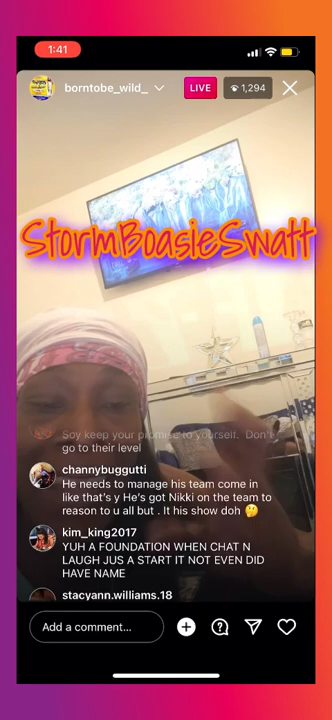 1:41
borntobe_wild_
LIVE
1,294
StormBoasieSwatt
Soy keep your promise to yourself. Don't
go to their level
channybuggutti
He needs to manage his team come in
like that's y He's got Nikki on the team to
reason to u all but . It his show doh 🤔
kim_king2017
YUH A FOUNDATION WHEN CHAT N
LAUGH JUS A START IT NOT EVEN DID
HAVE NAME
stacyann.williams.18
Add a comment...